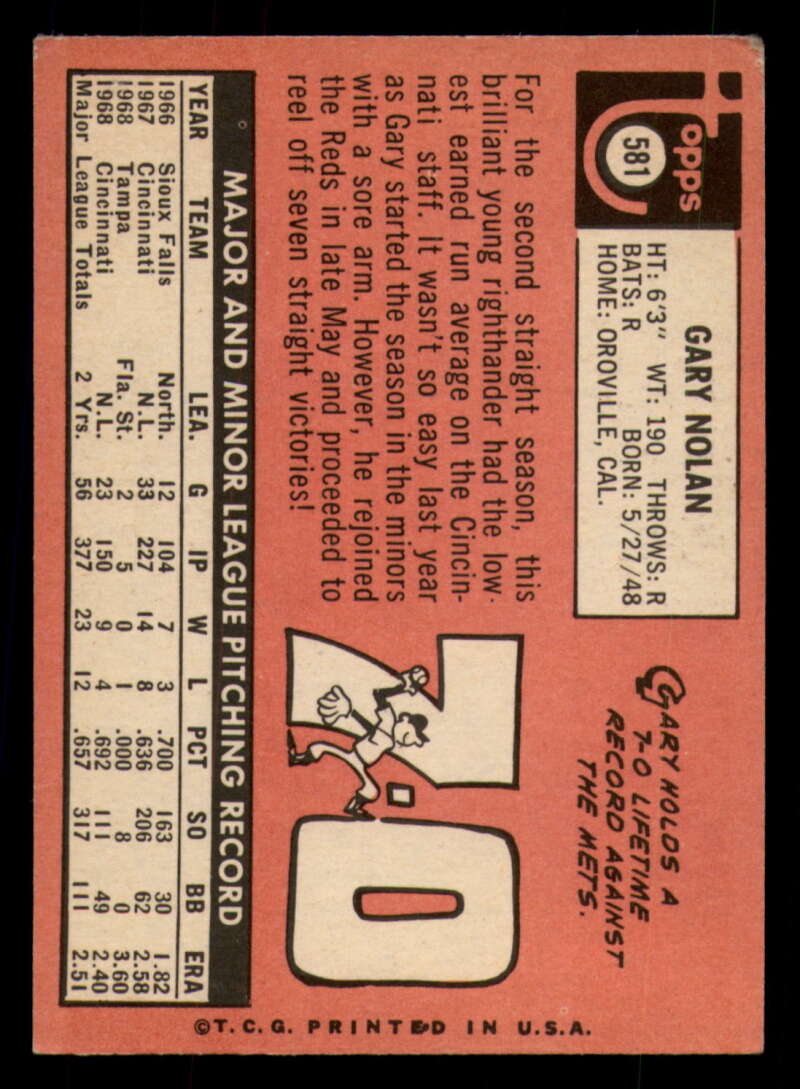 Topps
581
GARY NOLAN
HT: 6'3" WT: 190 THROWS: R
BATS: R BORN: 5/27/48
HOME: OROVILLE, CAL.
For the second straight season, this
brilliant young righthander had the low-
est earned run average on the Cincin-
nati staff. It wasn't so easy last year
as Gary started the season in the minors
with a sore arm. However, he rejoined
the Reds in late May and proceeded to
reel off seven straight victories!
GARY HOLDS A
7-0 LIFETIME
RECORD AGAINST
THE METS.
7-0
MAJOR AND MINOR LEAGUE PITCHING RECORD
YEAR TEAM LEA. G IP W L PCT SO BB ERA
1966 Sioux Falls North. 12 104 7 3 .700 163 30 1.82
1967 Cincinnati N.L. 33 227 14 8 .636 206 62 2.58
1968 Tampa Fla. St. 2 5 0 1 .000 8 0 3.60
1968 Cincinnati N.L. 23 150 9 4 .692 111 49 2.40
Major League Totals 2 Yrs. 56 377 23 12 .657 317 111 2.51
©T.C.G. PRINTED IN U.S.A.